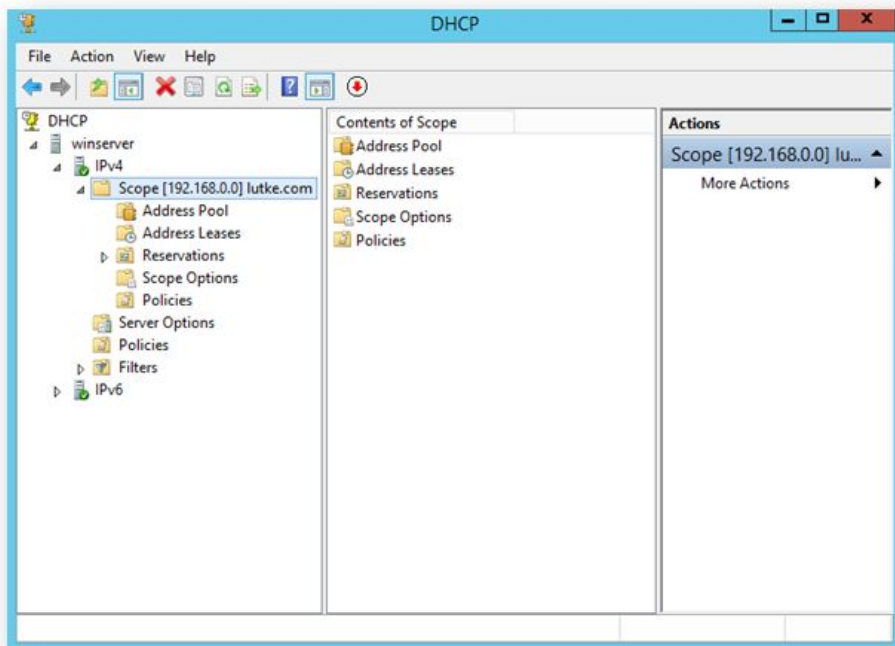 DHCP
File Action View Help
DHCP
winserver
IPv4
Scope [192.168.0.0] lutke.com
Address Pool
Address Leases
Reservations
Scope Options
Policies
Server Options
Policies
Filters
IPv6
Contents of Scope
Address Pool
Address Leases
Reservations
Scope Options
Policies
Actions
Scope [192.168.0.0] lu...
More Actions